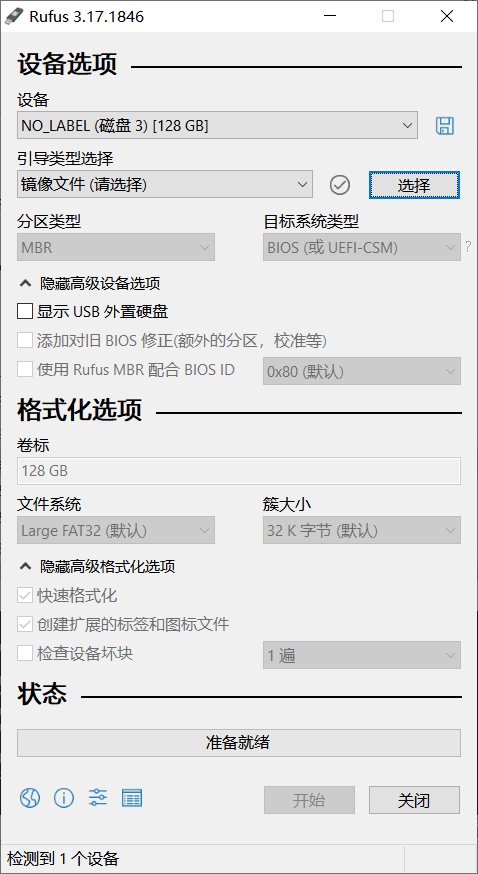 Rufus 3.17.1846
设备选项
设备
NO_LABEL (磁盘 3) [128 GB]
引导类型选择
镜像文件 (请选择)
选择
分区类型
目标系统类型
MBR
BIOS (或 UEFI-CSM)
?
隐藏高级设备选项
显示 USB 外置硬盘
添加对旧 BIOS 修正(额外的分区，校准等)
使用 Rufus MBR 配合 BIOS ID
0x80 (默认)
格式化选项
卷标
128 GB
文件系统
簇大小
Large FAT32 (默认)
32 K 字节 (默认)
隐藏高级格式化选项
快速格式化
创建扩展的标签和图标文件
检查设备坏块
1 遍
状态
准备就绪
开始
关闭
检测到 1 个设备